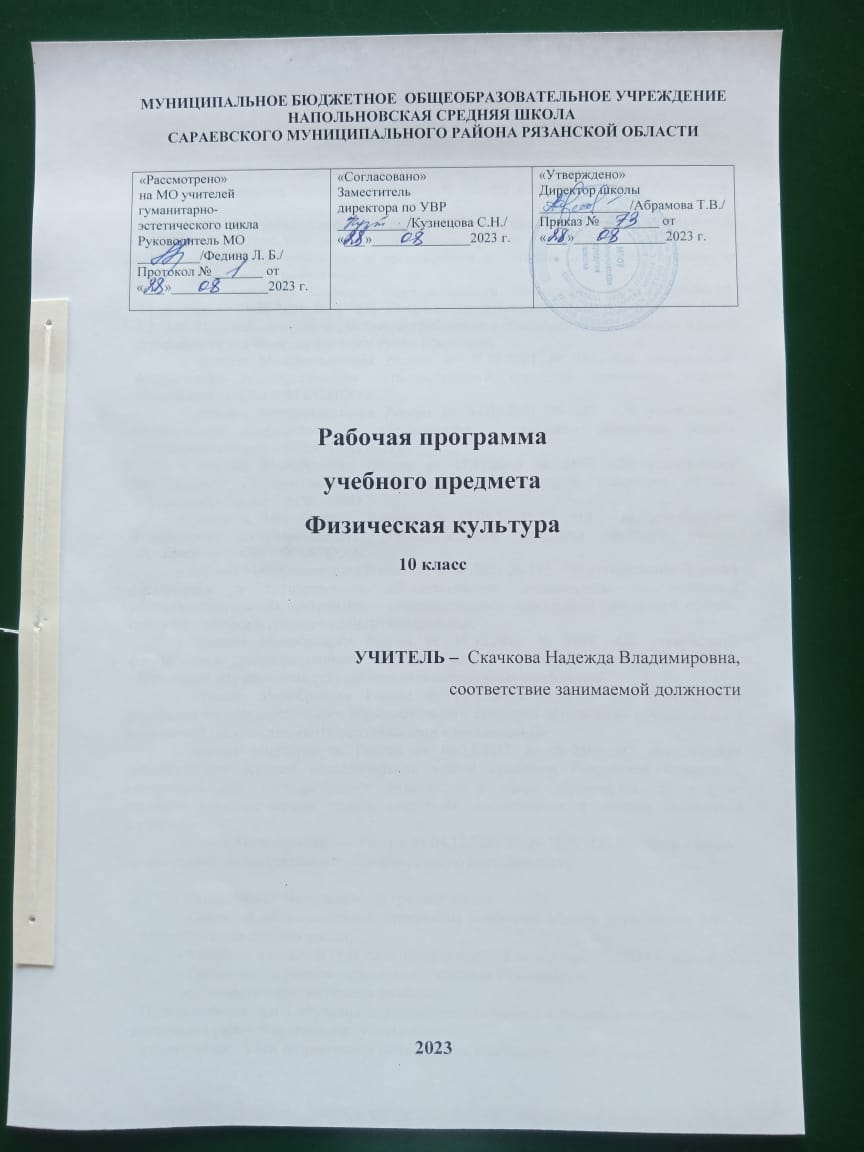 МУНИЦИПАЛЬНОЕ БЮДЖЕТНОЕ ОБЩЕОБРАЗОВАТЕЛЬНОЕ УЧРЕЖДЕНИЕ
НАПОЛЬНОВСКАЯ СРЕДНЯЯ ШКОЛА
САРАЕВСКОГО МУНИЦИПАЛЬНОГО РАЙОНА РЯЗАНСКОЙ ОБЛАСТИ
«Рассмотрено»
на МО учителей
гуманитарно-
эстетического цикла
Руководитель МО
/Федина Л. Б./
Протокол № 1 от
«28» 08 2023 г.
«Согласовано»
Заместитель
директора по УВР
/Кузнецова С.Н./
«28» 08 2023 г.
«Утверждено»
Директор школы
/Абрамова Т.В./
Приказ № 73 от
«28» 08 2023 г.
Рабочая программа
учебного предмета
Физическая культура
10 класс
УЧИТЕЛЬ – Скачкова Надежда Владимировна,
соответствие занимаемой должности
2023